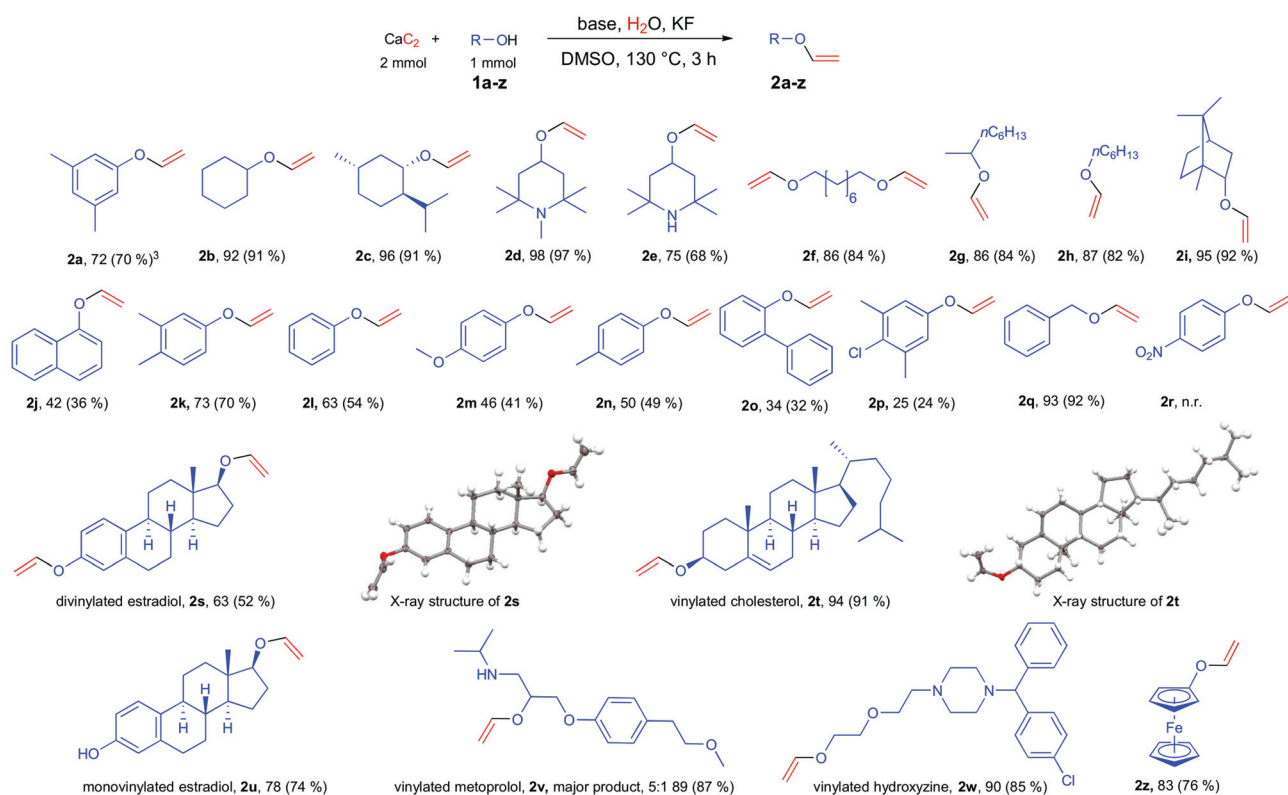 base, H2O, KF
CaC2 + R–OH R–O
2 mmol 1 mmol DMSO, 130 °C, 3 h
1a-z 2a-z
O O O O O nC6H13 nC6H13
O O 6 O O O
N NH O
2a, 72 (70 %)3 2b, 92 (91 %) 2c, 96 (91 %) 2d, 98 (97%) 2e, 75 (68 %) 2f, 86 (84 %) 2g, 86 (84 %) 2h, 87 (82 %) 2i, 95 (92 %)
O O O O O O O O O
O Cl NO2
2j, 42 (36 %) 2k, 73 (70 %) 2l, 63 (54 %) 2m 46 (41 %) 2n, 50 (49 %) 2o, 34 (32 %) 2p, 25 (24 %) 2q, 93 (92 %) 2r, n.r.
O
H H
H H H H
O O
divinylated estradiol, 2s, 63 (52 %) X-ray structure of 2s vinylated cholesterol, 2t, 94 (91 %) X-ray structure of 2t
O HN N N O
H
H H O O O Fe
HO O O Cl
monovinylated estradiol, 2u, 78 (74 %) vinylated metoprolol, 2v, major product, 5:1 89 (87 %) vinylated hydroxyzine, 2w, 90 (85 %) 2z, 83 (76 %)